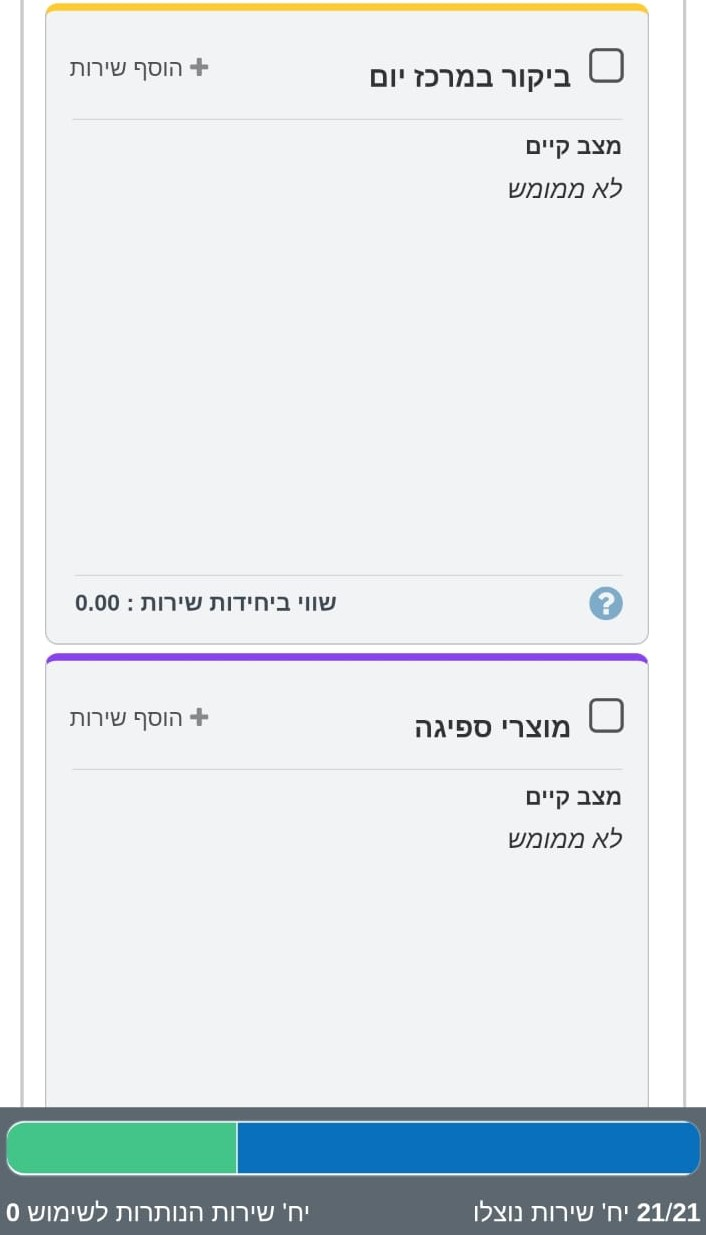 ביקור במרכז יום
הוסף שירות
מצב קיים
לא ממומש
שווי ביחידות שירות : 0.00
מוצרי ספיגה
הוסף שירות
מצב קיים
לא ממומש
21/21 יח' שירות נוצלו
יח' שירות הנותרות לשימוש 0